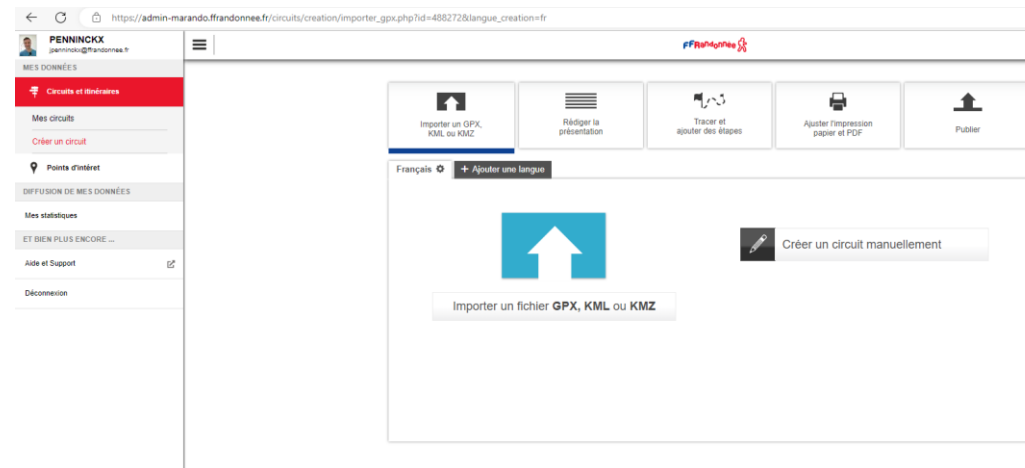 https://admin-marando.ffrandonnee.fr/circuits/creation/importer_gpx.php?id=488272&langue_creation=fr
PENNINCKX
jpenninckx@ffrandonnee.fr
FFRandonnée
MES DONNÉES
Circuits et itinéraires
Mes circuits
Créer un circuit
Points d'intéret
DIFFUSION DE MES DONNÉES
Mes statistiques
ET BIEN PLUS ENCORE ...
Aide et Support
Déconnexion
Importer un GPX,
KML ou KMZ
Rédiger la
présentation
Tracer et
ajouter des étapes
Ajuster l'impression
papier et PDF
Publier
Français
+ Ajouter une langue
Importer un fichier GPX, KML ou KMZ
Créer un circuit manuellement